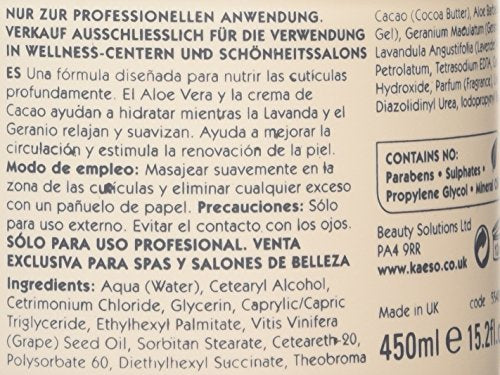 NUR ZUR PROFESSIONELLEN ANWENDUNG.
VERKAUF AUSSCHLIESSLICH FÜR DIE VERWENDUNG
IN WELLNESS-CENTERN UND SCHÖNHEITSSALONS
ES Una fórmula diseñada para nutrir las cutículas
profundamente. El Aloe Vera y la crema de
Cacao ayudan a hidratar mientras la Lavanda y el
Geranio relajan y suavizan. Ayuda a mejorar la
circulación y estimula la renovación de la piel.
Modo de empleo: Masajear suavemente en la
zona de las cutículas y eliminar cualquier exceso
con un pañuelo de papel. Precauciones: Sólo
para uso externo. Evitar el contacto con los ojos.
SÓLO PARA USO PROFESIONAL. VENTA
EXCLUSIVA PARA SPAS Y SALONES DE BELLEZA
Ingredients: Aqua (Water), Cetearyl Alcohol,
Cetrimonium Chloride, Glycerin, Caprylic/Capric
Triglyceride, Ethylhexyl Palmitate, Vitis Vinifera
(Grape) Seed Oil, Sorbitan Stearate, Ceteareth-20,
Polysorbate 60, Diethylhexyl Succinate, Theobroma
Cacao (Cocoa Butter), Aloe
Gel), Geranium Maculatum
Lavandula Angustifolia
Petrolatum, Tetrasodium EDTA,
Hydroxide, Parfum (Fragrance),
Diazolidinyl Urea,
CONTAINS NO:
Parabens • Sulphates •
Propylene Glycol • Mineral
Beauty Solutions Ltd
PA4 9RR
www.kaeso.co.uk
Made in UK code
450ml e 15.2fl.